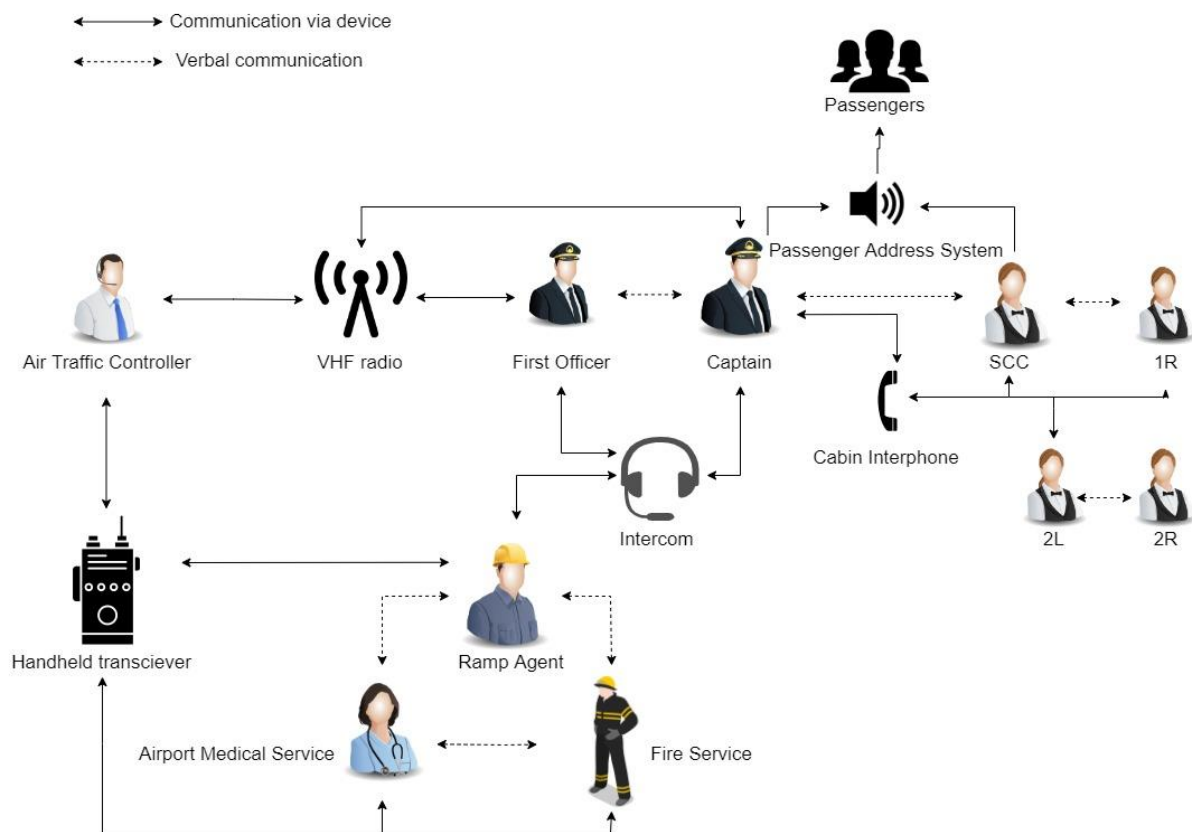 Communication via device
Verbal communication
Passengers
Passenger Address System
Air Traffic Controller
VHF radio
First Officer
Captain
SCC
1R
Cabin Interphone
Intercom
2L
2R
Handheld transciever
Ramp Agent
Airport Medical Service
Fire Service